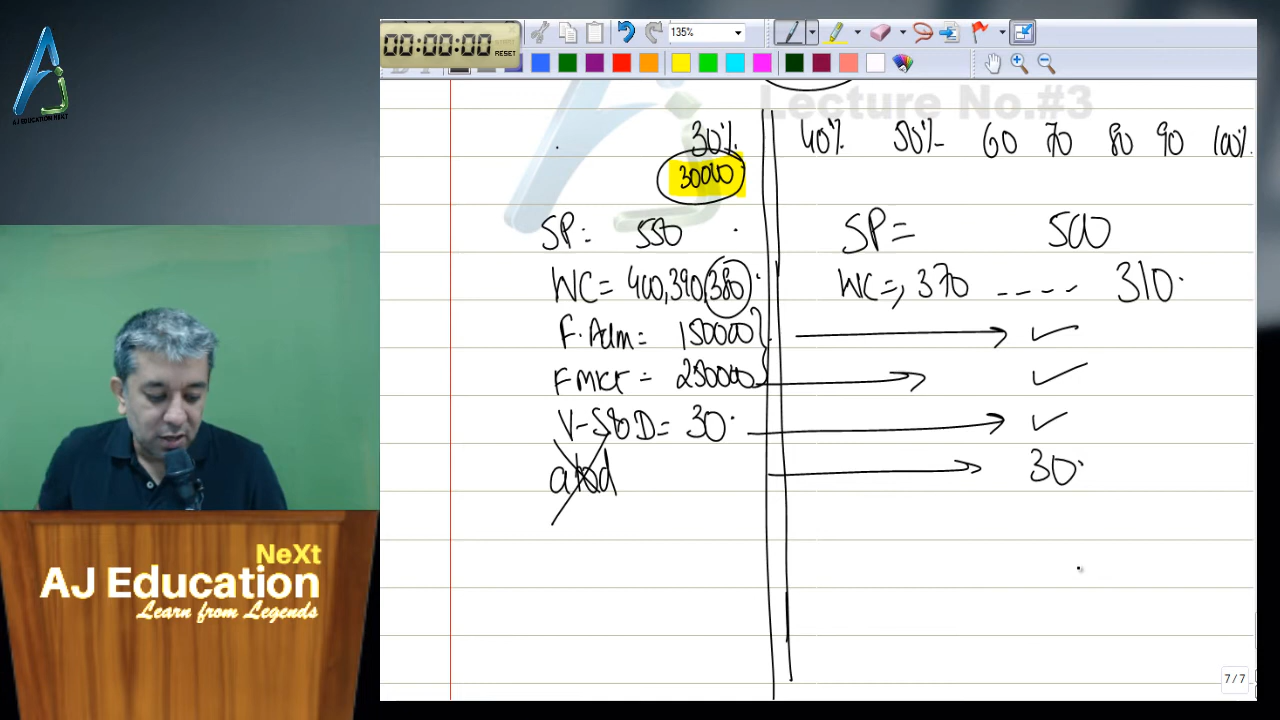 AJ EDUCATION NEXT
00:00:00
RESET
135%
Lecture No.#3
30% 40% 50% 60 70 80 90 100%
30000
SP: 550
SP= 500
WC= 400,390,380
WC=, 370 ---- 310
F.Adm= 150000
FMKT= 250000
V-S&D= 30
30
7/7
NeXt
AJ Education
Learn from Legends